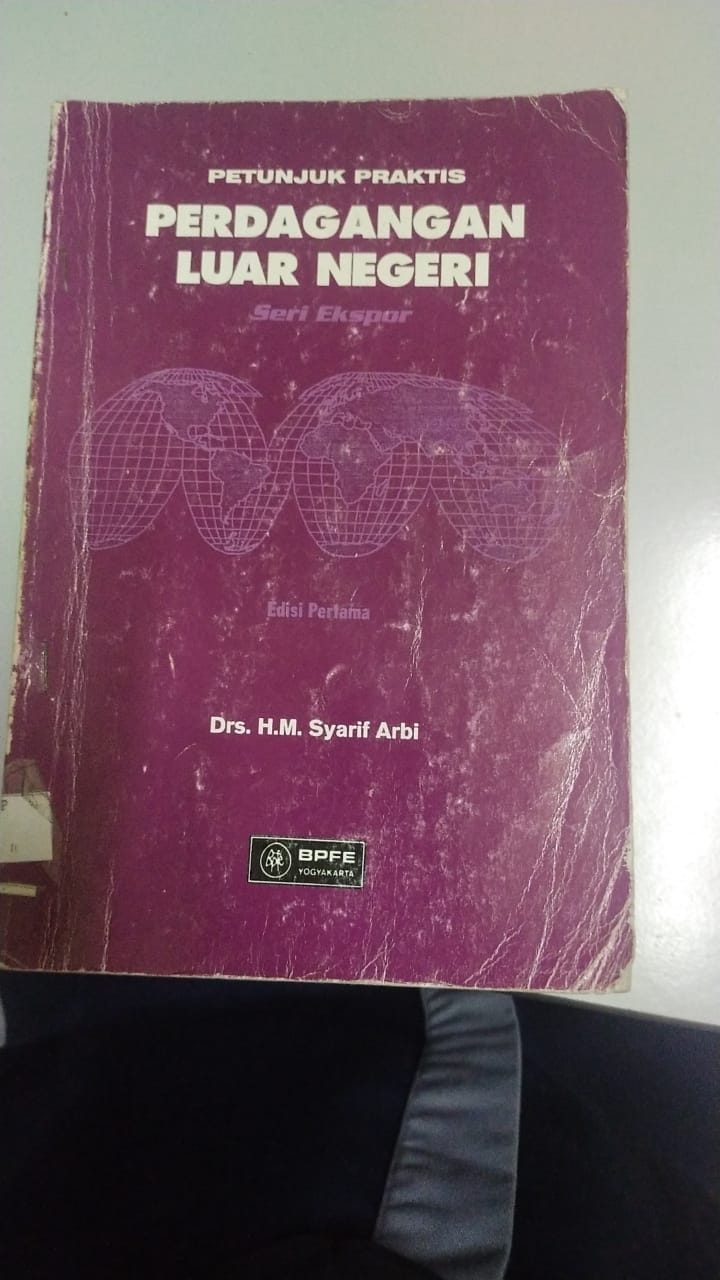 PETUNJUK PRAKTIS
PERDAGANGAN
LUAR NEGERI
Seri Ekspor
Edisi Pertama
Drs. H.M. Syarif Arbi
BPFE
YOGYAKARTA